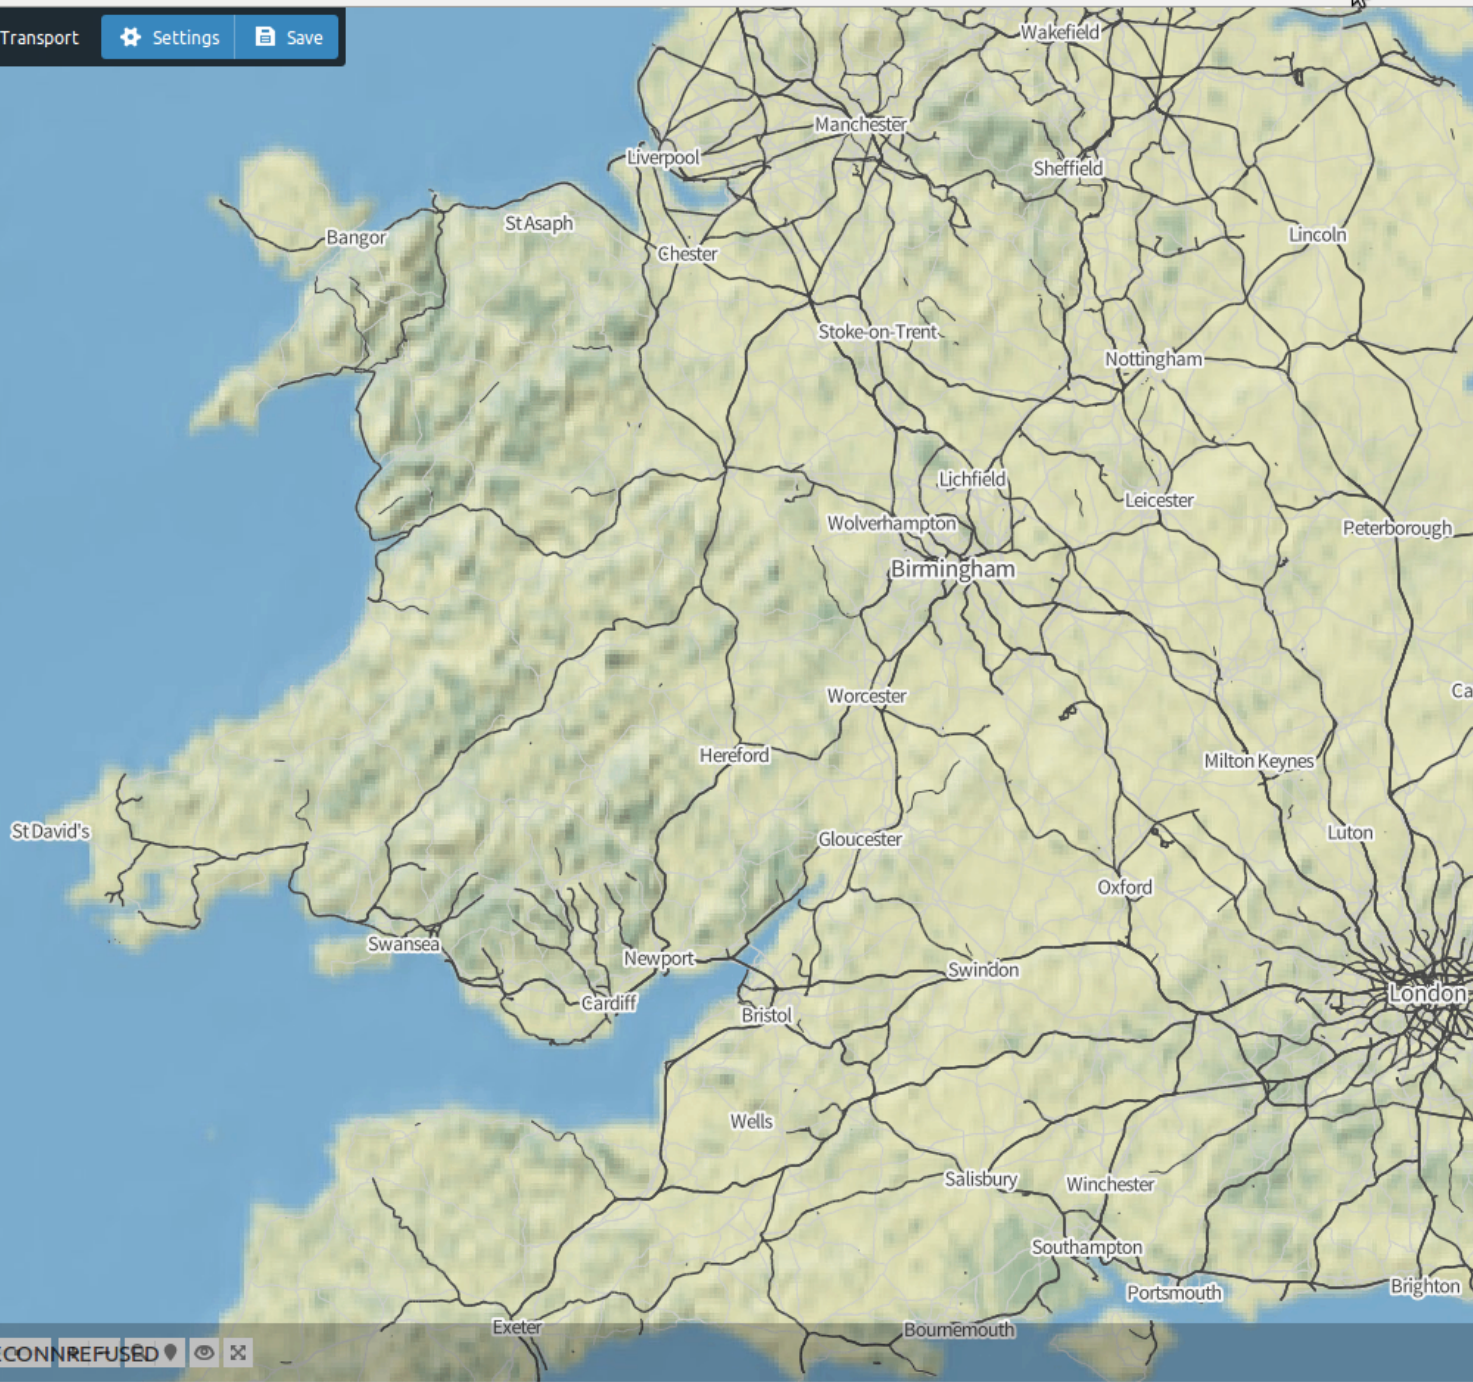 Transport Settings Save
Wakefield
Manchester
Liverpool
Sheffield
St Asaph
Bangor
Lincoln
Chester
Stoke-on-Trent
Nottingham
Lichfield
Leicester
Wolverhampton
Peterborough
Birmingham
Ca
Worcester
Hereford
Milton Keynes
St David's
Gloucester
Luton
Oxford
Swansea
Newport
Swindon
London
Cardiff
Bristol
Wells
Salisbury
Winchester
Southampton
Brighton
Portsmouth
Exeter
Bournemouth
ECONNREFUSED